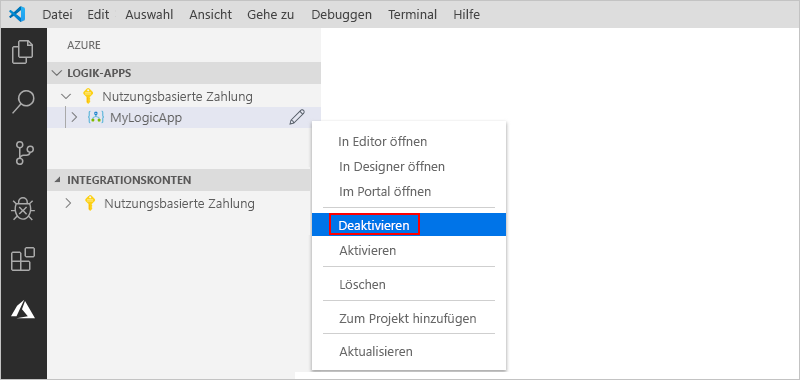 Datei Edit Auswahl Ansicht Gehe zu Debuggen Terminal Hilfe
AZURE
LOGIK-APPS
Nutzungsbasierte Zahlung
MyLogicApp
In Editor öffnen
In Designer öffnen
Im Portal öffnen
Deaktivieren
Aktivieren
Löschen
Zum Projekt hinzufügen
Aktualisieren
INTEGRATIONSKONTEN
Nutzungsbasierte Zahlung